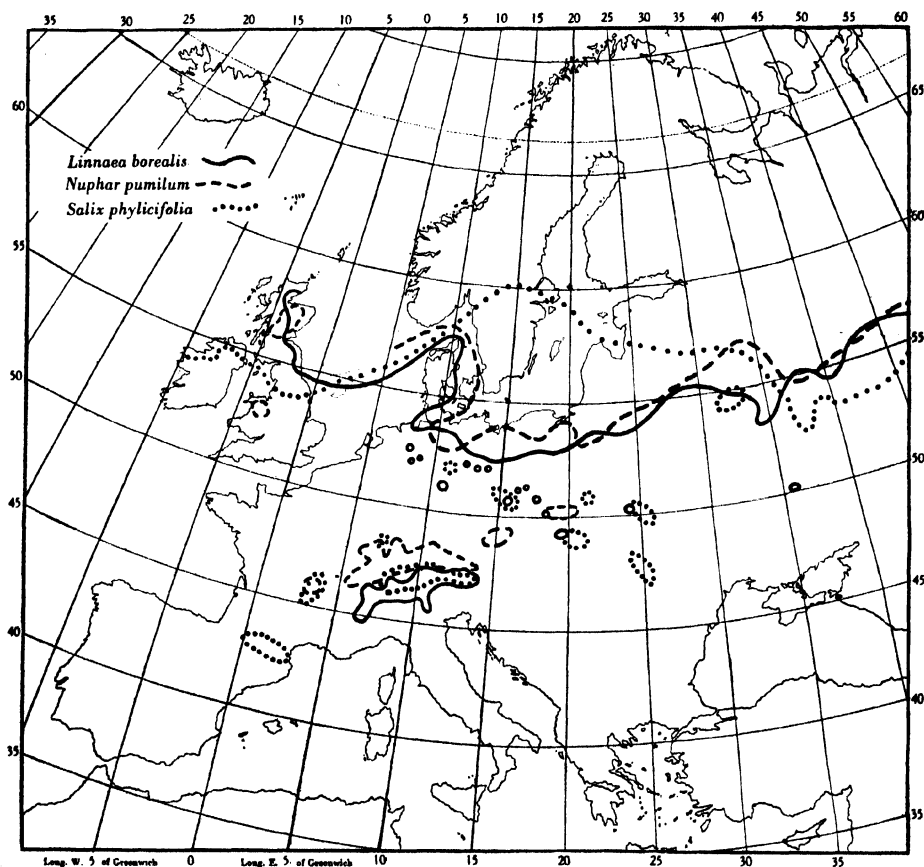 35 30 25 20 15 10 5 0 5 10 15 20 25 30 35 40 45 50 55 60
65
60
Linnaea borealis
Nuphar pumilum
Salix phylicifolia
60
55
55
50
50
45
45
40
40
35
35
Long. W. 5 of Greenwich 0 Long. E. 5. of Greenwich 10 15 20 25 30 35